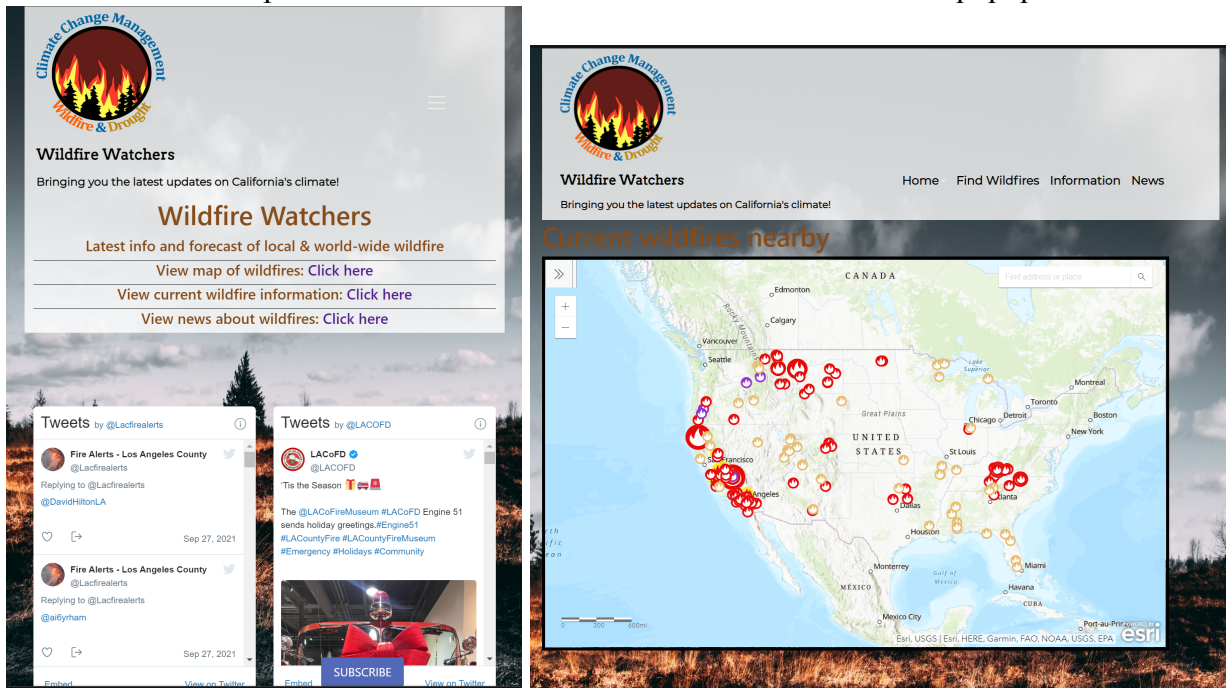 Climate Change Management
Wildfire & Drought
Wildfire Watchers
Bringing you the latest updates on California's climate!
Wildfire Watchers
Latest info and forecast of local & world-wide wildfire
View map of wildfires: Click here
View current wildfire information: Click here
View news about wildfires: Click here
Tweets by @Lacfirealerts
Fire Alerts - Los Angeles County
@Lacfirealerts
Replying to @Lacfirealerts
@DavidHiltonLA
Sep 27, 2021
Fire Alerts - Los Angeles County
@Lacfirealerts
Replying to @Lacfirealerts
@ai6yrham
Sep 27, 2021
Embed View on Twitter
Tweets by @LACOFD
LACoFD
@LACOFD
'Tis the Season
The @LACoFireMuseum #LACoFD Engine 51
sends holiday greetings.#Engine51
#LACountyFire #LACountyFireMuseum
#Emergency #Holidays #Community
SUBSCRIBE
Embed View on Twitter
Climate Change Management
Wildfire & Drought
Wildfire Watchers
Home Find Wildfires Information News
Bringing you the latest updates on California's climate!
Current wildfires nearby
Find address or place
CANADA
Edmonton
Rocky Mountains
Calgary
Vancouver
Seattle
Lake
Superior
Montreal
Toronto
Great Plains
Chicago
Detroit
Boston
New York
UNITED
STATES
St Louis
San Francisco
Angeles
Atlanta
Dallas
Houston
Monterrey
Gulf of
Mexico
Miami
MÉXICO
Havana
CUBA
Mexico City
Port-au-Prince
0 300 600mi
POWERED BY
esri
Esri, USGS | Esri, HERE, Garmin, FAO, NOAA, USGS, EPA